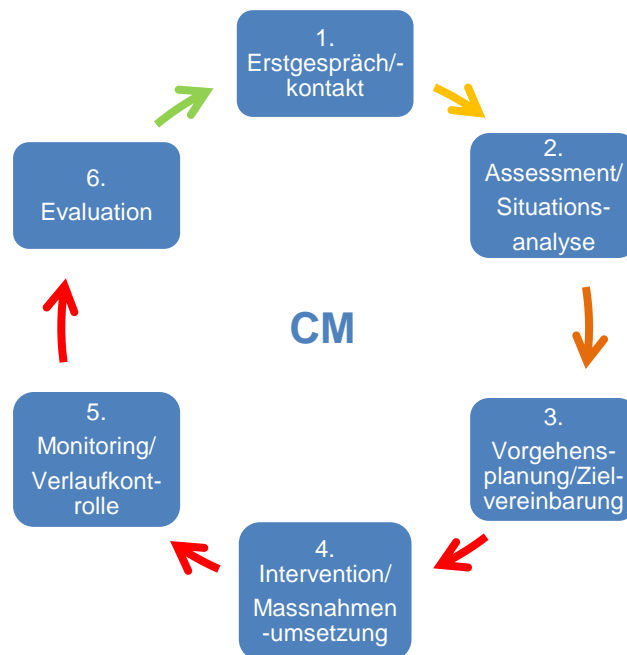 1.
Erstgespräch/-
kontakt
2.
Assessment/
Situations-
analyse
3.
Vorgehens-
planung/Ziel-
vereinbarung
4.
Intervention/
Massnahmen
-umsetzung
5.
Monitoring/
Verlaufkont-
rolle
6.
Evaluation
CM